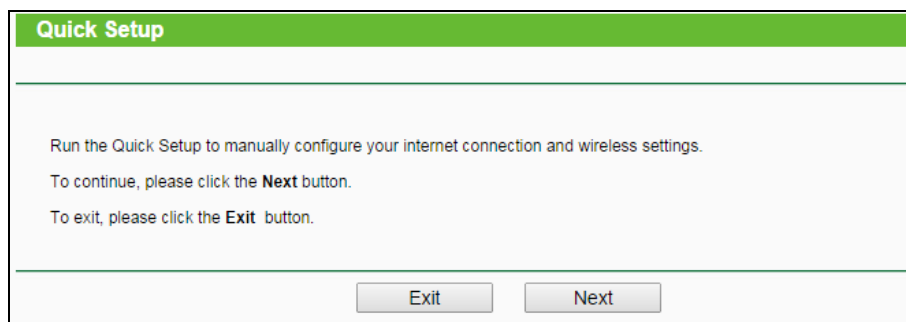 Quick Setup
Run the Quick Setup to manually configure your internet connection and wireless settings.
To continue, please click the Next button.
To exit, please click the Exit button.
Exit Next